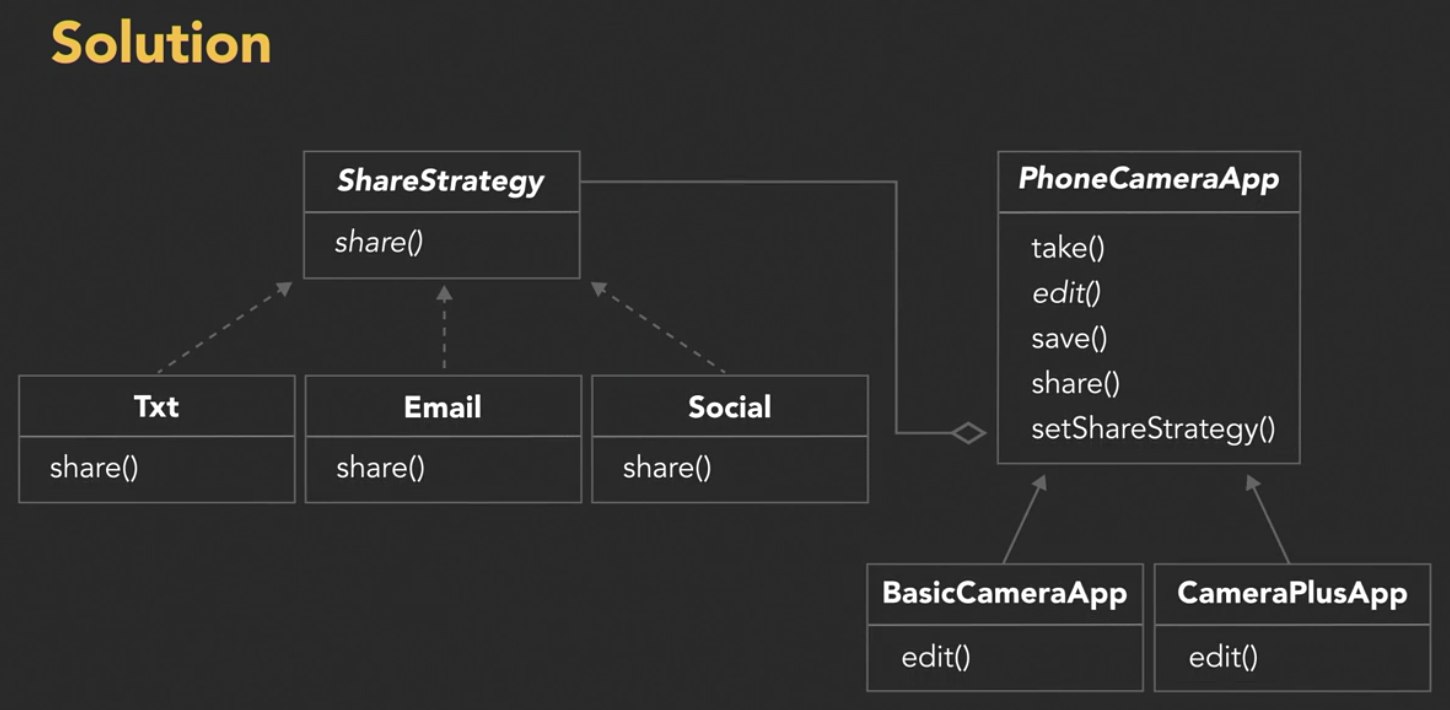 Solution
ShareStrategy
share()
Txt
share()
Email
share()
Social
share()
PhoneCameraApp
take()
edit()
save()
share()
setShareStrategy()
BasicCameraApp
edit()
CameraPlusApp
edit()